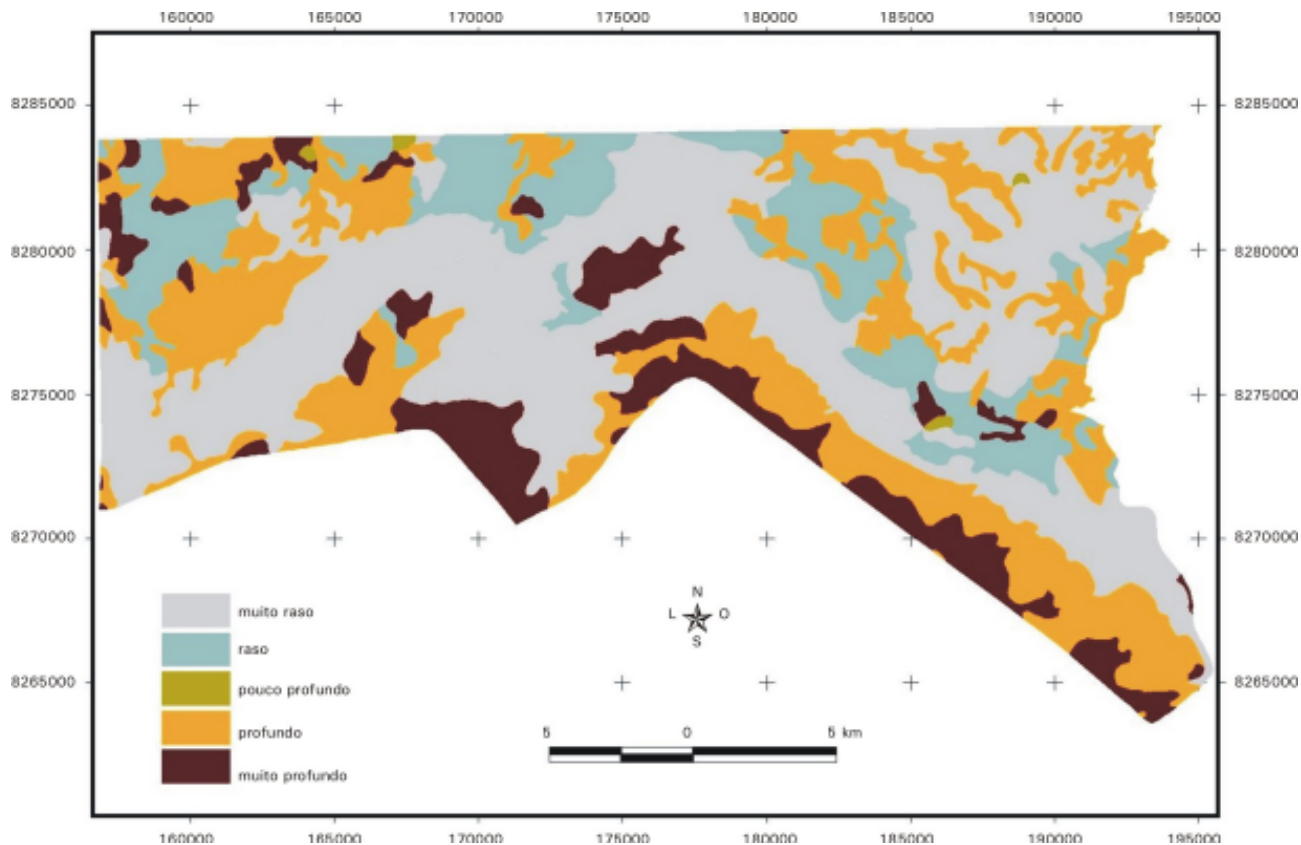 160000 165000 170000 175000 180000 185000 190000 195000
8285000 8285000
8280000 8280000
8275000 8275000
8270000 8270000
8265000 8265000
N
L O
S
muito raso
raso
pouco profundo
profundo
muito profundo
5 0 5 km
160000 165000 170000 175000 180000 185000 190000 195000